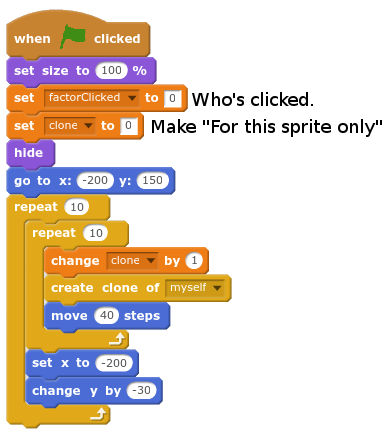 when clicked
set size to 100 %
set factorClicked to 0 Who's clicked.
set clone to 0 Make "For this sprite only"
hide
go to x: -200 y: 150
repeat 10
repeat 10
change clone by 1
create clone of myself
move 40 steps
set x to -200
change y by -30